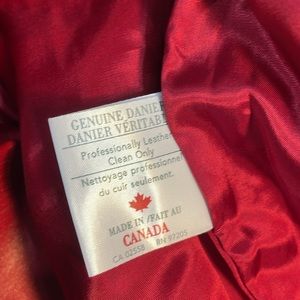 GENUINE DANIER
DANIER VÉRITABLE
Professionally Leather
Clean Only
Nettoyage professionnel
du cuir seulement.
MADE IN /FAIT AU
CANADA
CA 02558 RN 97205